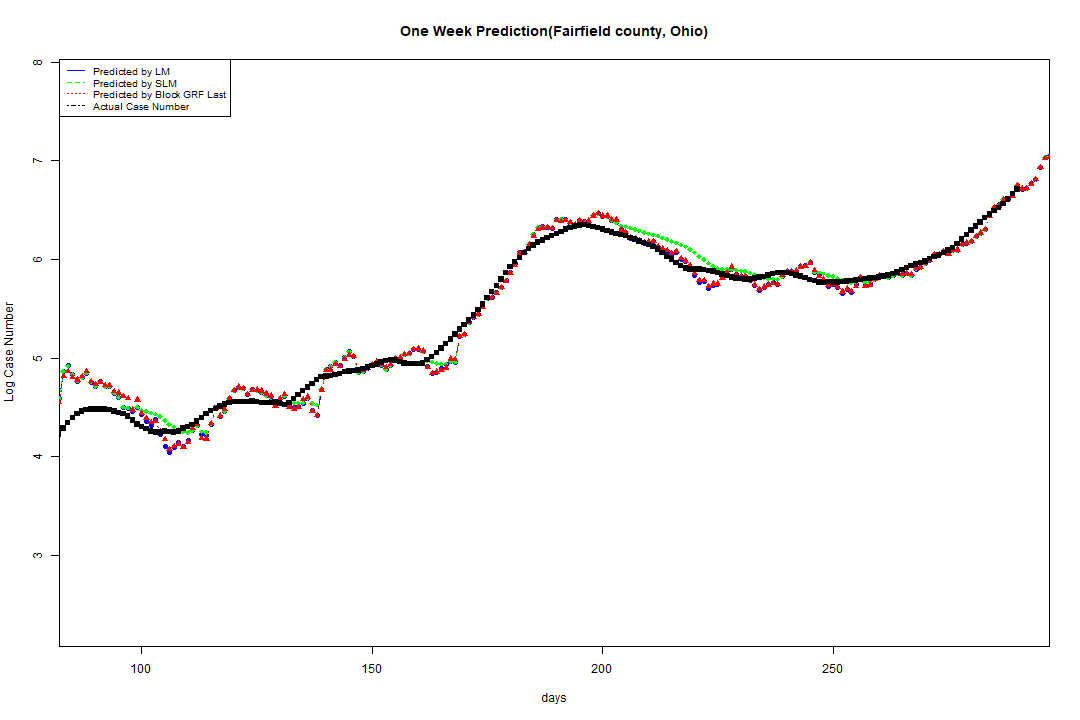 One Week Prediction(Fairfield county, Ohio)
Predicted by LM
Predicted by SLM
Predicted by Block GRF Last
Actual Case Number
8
7
6
5
4
3
Log Case Number
100
150
200
250
days